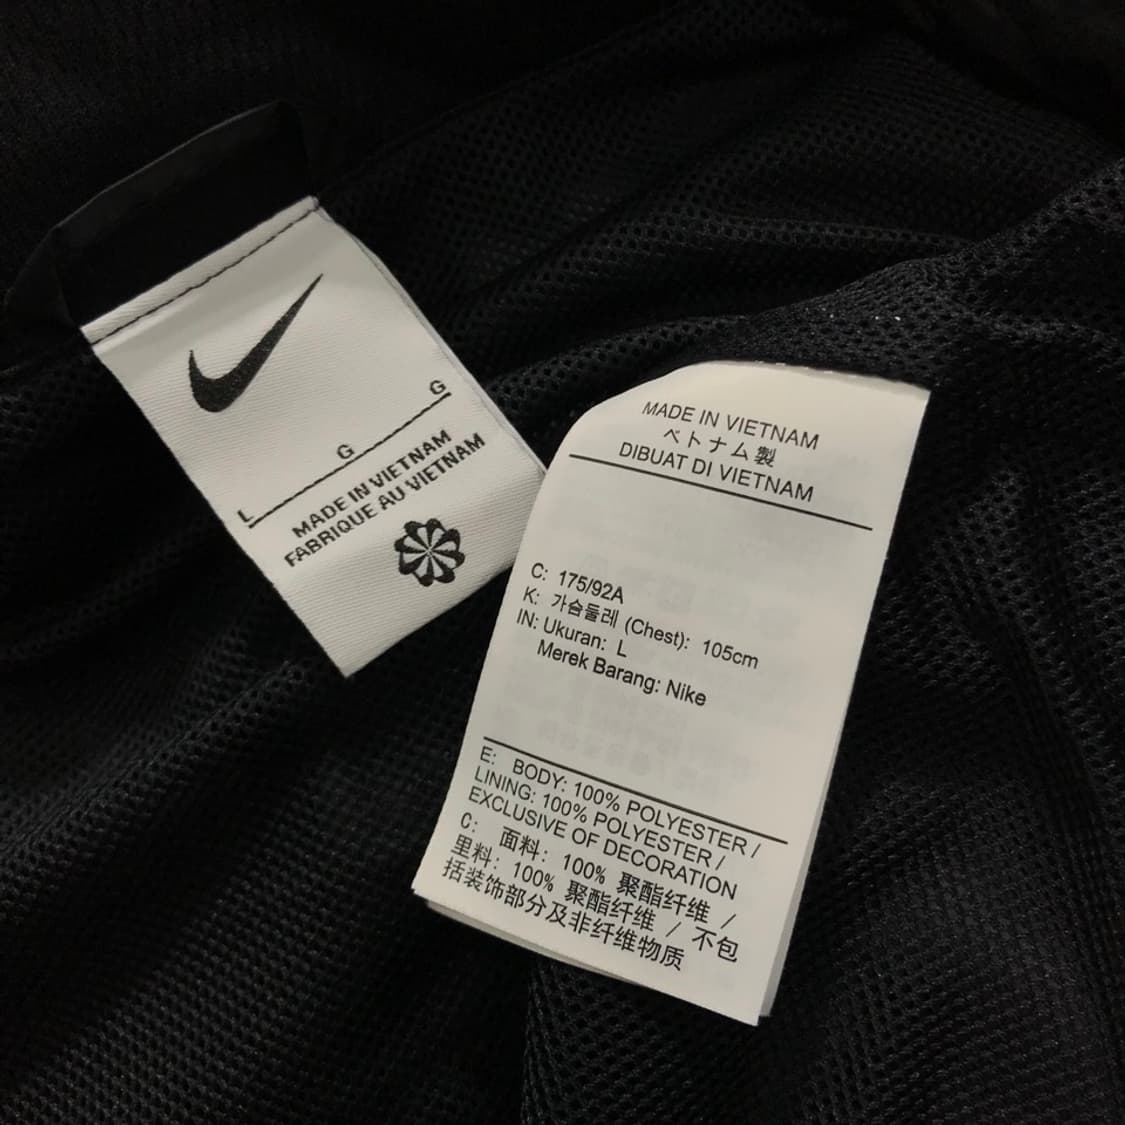 G
G
L
MADE IN VIETNAM
FABRIQUE AU VIETNAM
MADE IN VIETNAM
ベトナム製
DIBUAT DI VIETNAM
C: 175/92A
K: 가슴둘레 (Chest): 105cm
IN: Ukuran: L
Merek Barang: Nike
E: BODY: 100% POLYESTER /
LINING: 100% POLYESTER /
EXCLUSIVE OF DECORATION
C: 面料: 100% 聚酯纤维 /
里料: 100% 聚酯纤维 / 不包
括装饰部分及非纤维物质